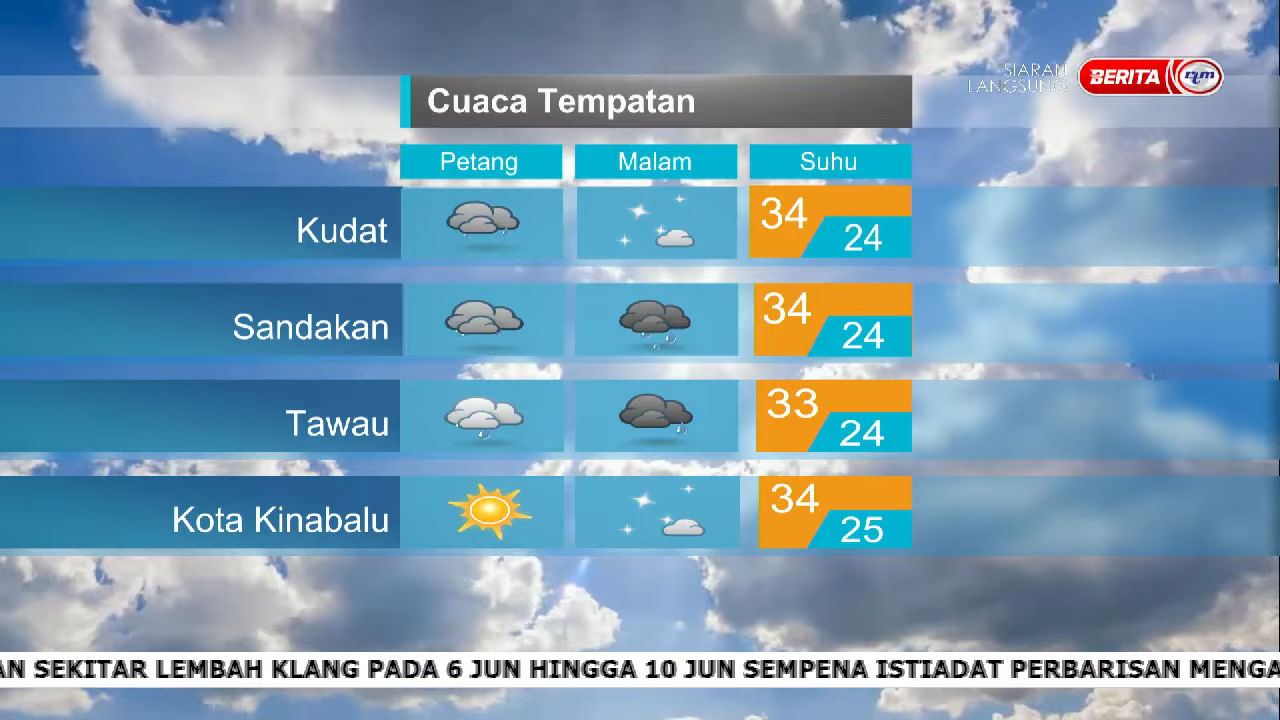 SIARAN
LANGSUNG
BERITA rtm
Cuaca Tempatan
Petang Malam Suhu
Kudat 34 24
Sandakan 34 24
Tawau 33 24
Kota Kinabalu 34 25
AN SEKITAR LEMBAH KLANG PADA 6 JUN HINGGA 10 JUN SEMPENA ISTIADAT PERBARISAN MENGA